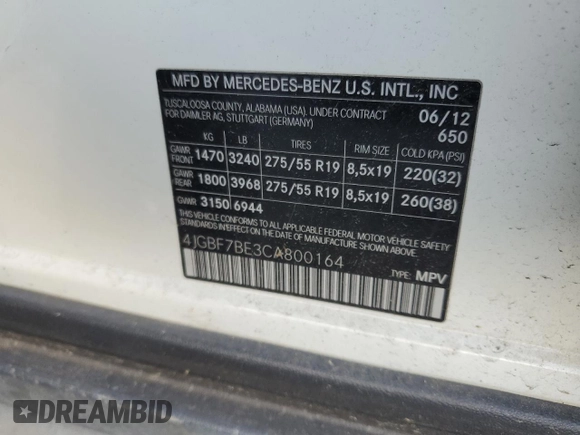 MFD BY MERCEDES-BENZ U.S. INTL., INC
TUSCALOOSA COUNTY, ALABAMA (USA). UNDER CONTRACT 06/12
FOR DAIMLER AG, STUTTGART (GERMANY) 650
KG LB TIRES RIM SIZE COLD KPA (PSI)
GAWR FRONT 1470 3240 275/55 R19 8,5x19 220(32)
GAWR REAR 1800 3968 275/55 R19 8,5x19 260(38)
GVWR 3150 6944
THIS VEHICLE CONFORMS TO ALL APPLICABLE FEDERAL MOTOR VEHICLE SAFETY
STANDARDS IN EFFECT ON THE DATE OF MANUFACTURE SHOWN ABOVE.
4JGBF7BE3CA800164
TYPE: MPV
DREAMBID